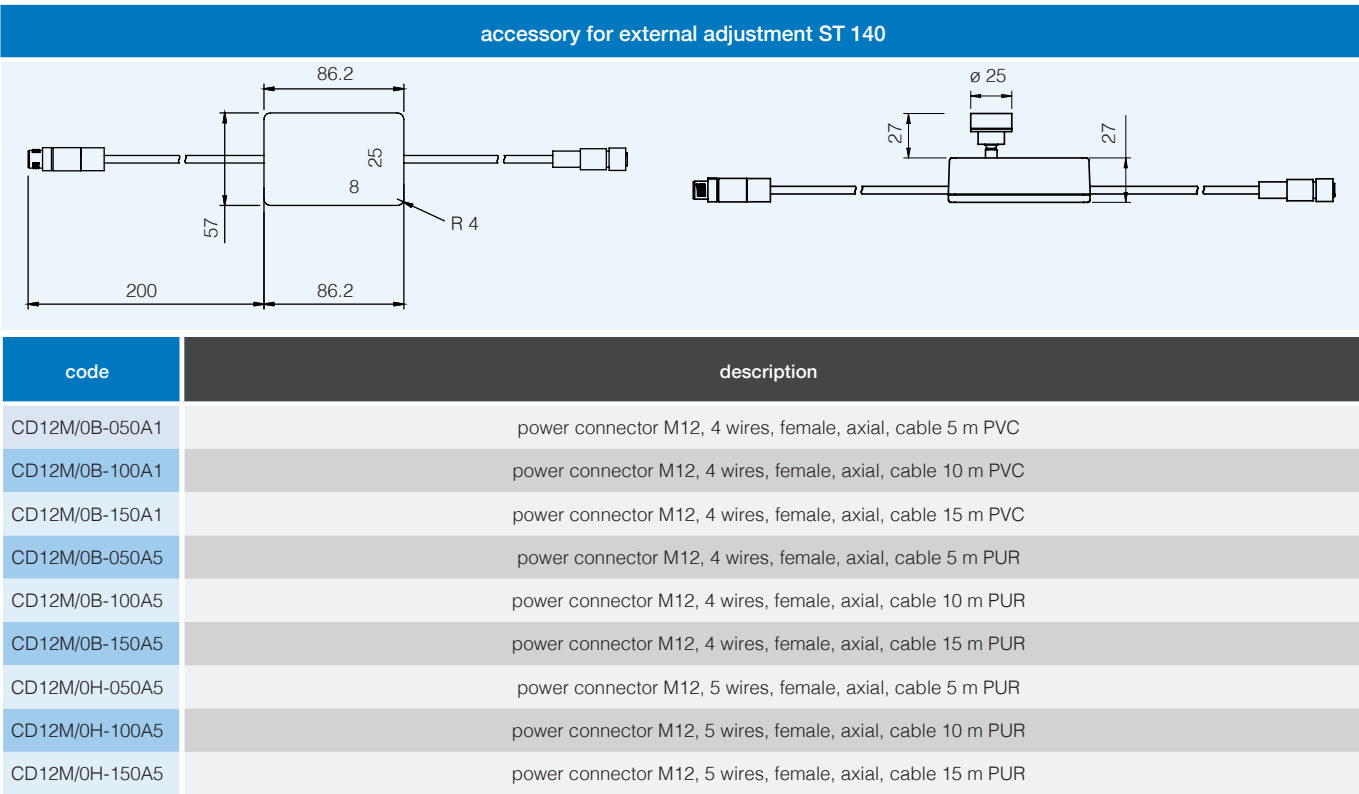 accessory for external adjustment ST 140
86.2
25
8
57
R 4
200
86.2
ø 25
27
27
code description
CD12M/0B-050A1 power connector M12, 4 wires, female, axial, cable 5 m PVC
CD12M/0B-100A1 power connector M12, 4 wires, female, axial, cable 10 m PVC
CD12M/0B-150A1 power connector M12, 4 wires, female, axial, cable 15 m PVC
CD12M/0B-050A5 power connector M12, 4 wires, female, axial, cable 5 m PUR
CD12M/0B-100A5 power connector M12, 4 wires, female, axial, cable 10 m PUR
CD12M/0B-150A5 power connector M12, 4 wires, female, axial, cable 15 m PUR
CD12M/0H-050A5 power connector M12, 5 wires, female, axial, cable 5 m PUR
CD12M/0H-100A5 power connector M12, 5 wires, female, axial, cable 10 m PUR
CD12M/0H-150A5 power connector M12, 5 wires, female, axial, cable 15 m PUR